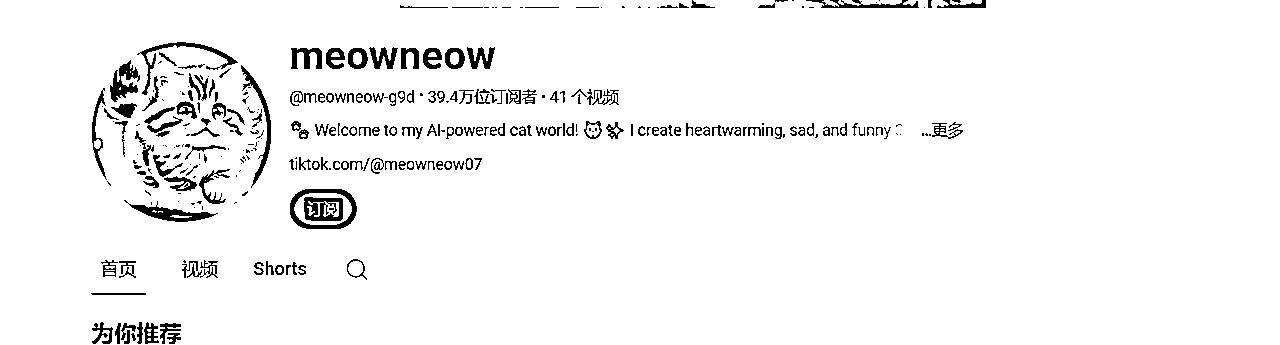 meowneow
@meowneow-g9d · 39.4万位订阅者 · 41 个视频
🐾 Welcome to my AI-powered cat world! 🐱✨ I create heartwarming, sad, and funny ...更多
tiktok.com/@meowneow07
订阅
首页 视频 Shorts
为你推荐